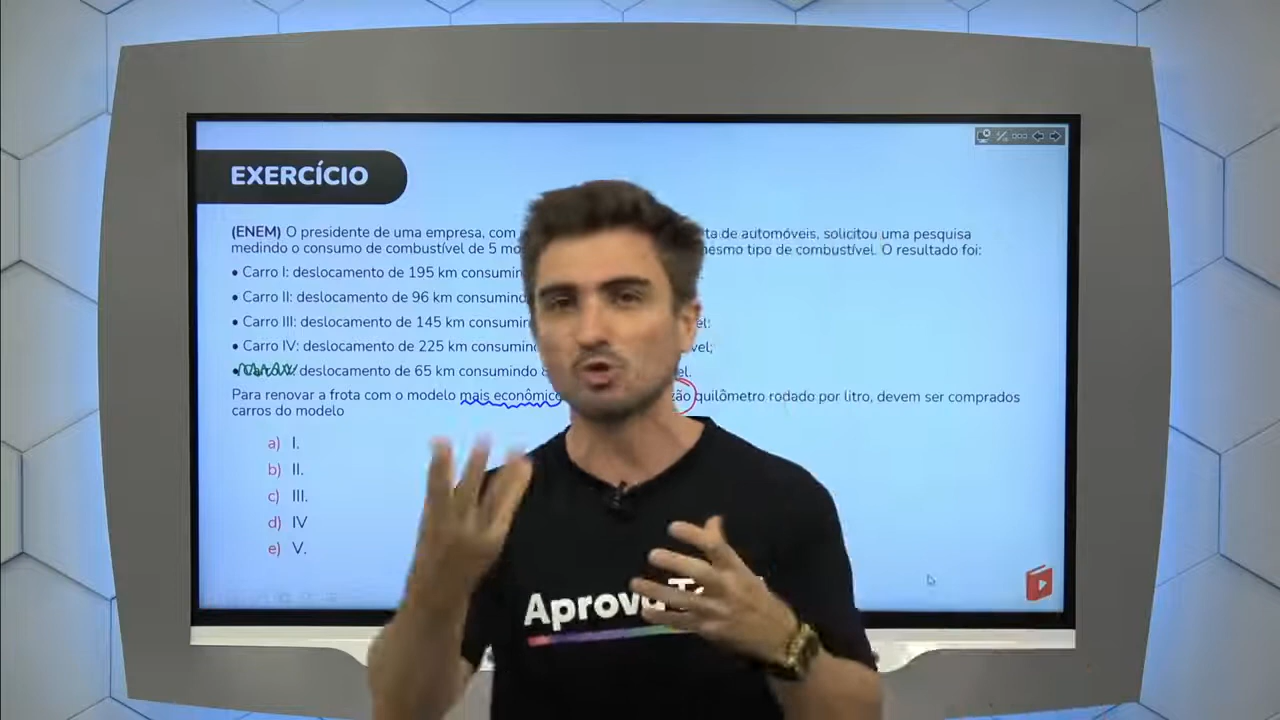 EXERCÍCIO
(ENEM) O presidente de uma empresa, com ta de automóveis, solicitou uma pesquisa
medindo o consumo de combustível de 5 mesmo tipo de combustível. O resultado foi:
• Carro I: deslocamento de 195 km
• Carro II: deslocamento de 96 km
• Carro III: deslocamento de 145 km
• Carro IV: deslocamento de 225 km
• deslocamento de 65 km consumindo
Para renovar a frota com o modelo mais quilômetro rodado por litro, devem ser comprados
carros do modelo
a) I.
b) II.
c) III.
d) IV
e) V.
Aprova